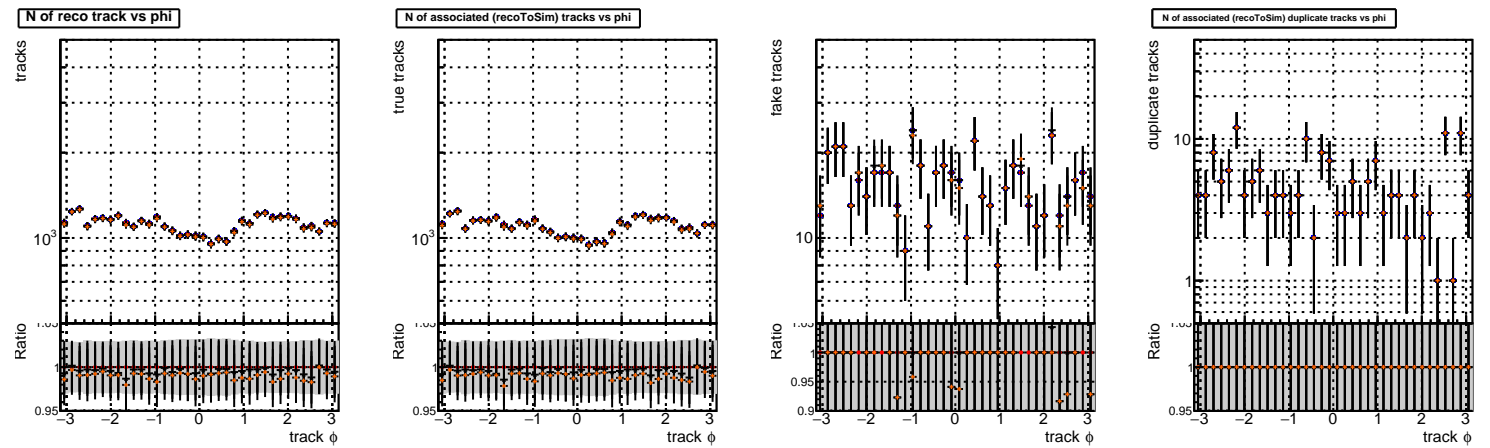 N of reco track vs phi
tracks
10³
Ratio
1.05
1
0.95
−3 −2 −1 0 1 2 3
track ϕ
N of associated (recoToSim) tracks vs phi
true tracks
10³
Ratio
1.05
1
0.95
−3 −2 −1 0 1 2 3
track ϕ
fake tracks
10
Ratio
1.05
1
0.95
0.9
−3 −2 −1 0 1 2 3
track ϕ
N of associated (recoToSim) duplicate tracks vs phi
duplicate tracks
10
1
Ratio
1.05
1
0.95
−3 −2 −1 0 1 2 3
track ϕ